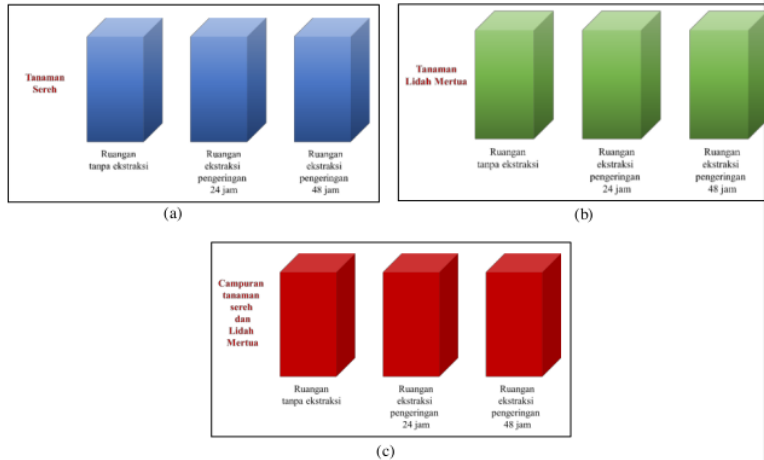 Tanaman
Sereh
Ruangan
tanpa ekstraksi
Ruangan
ekstraksi
pengeringan
24 jam
Ruangan
ekstraksi
pengeringan
48 jam
(a)
Tanaman
Lidah Mertua
Ruangan
tanpa ekstraksi
Ruangan
ekstraksi
pengeringan
24 jam
Ruangan
ekstraksi
pengeringan
48 jam
(b)
Campuran
tanaman
sereh
dan
Lidah
Mertua
Ruangan
tanpa ekstraksi
Ruangan
ekstraksi
pengeringan
24 jam
Ruangan
ekstraksi
pengeringan
48 jam
(c)